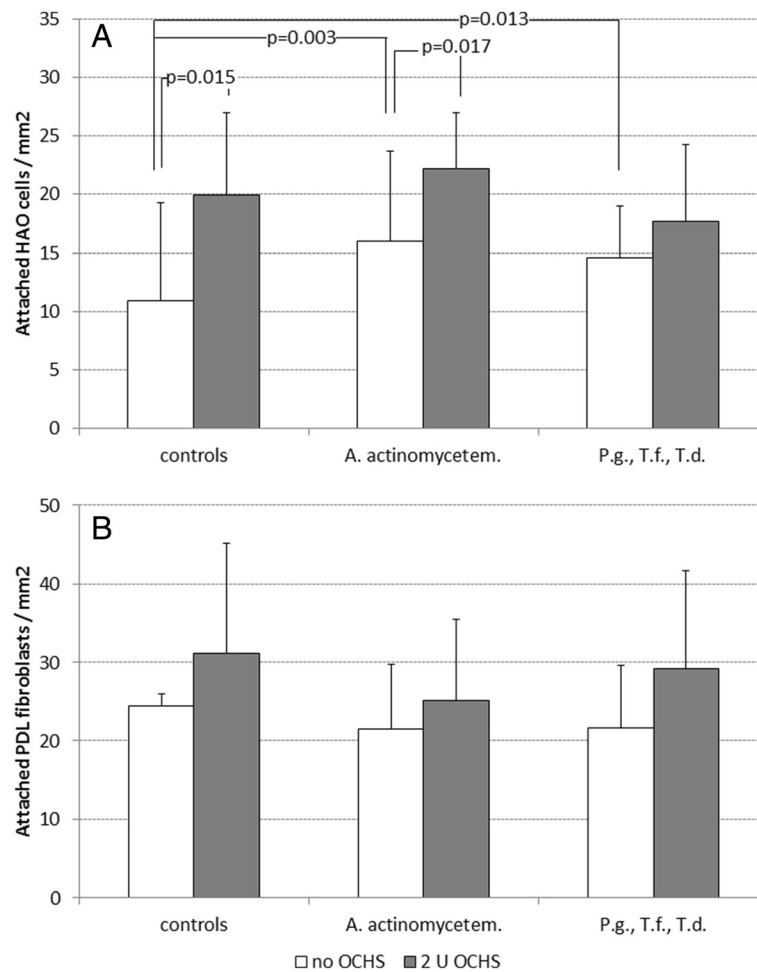 A
p=0.013
p=0.003
p=0.017
p=0.015
Attached HAO cells / mm2
35
30
25
20
15
10
5
0
controls
A. actinomycetem.
P.g., T.f., T.d.
B
Attached PDL fibroblasts / mm2
50
40
30
20
10
0
controls
A. actinomycetem.
P.g., T.f., T.d.
no OCHS
2 U OCHS